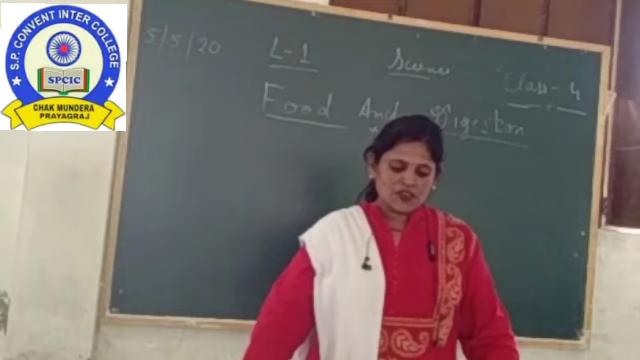 S.P. CONVENT INTER COLLEGE
SPCIC
CHAK MUNDERA
PRAYAGRAJ
5/5/20 L-1 Science Class-4
Food And Digestion